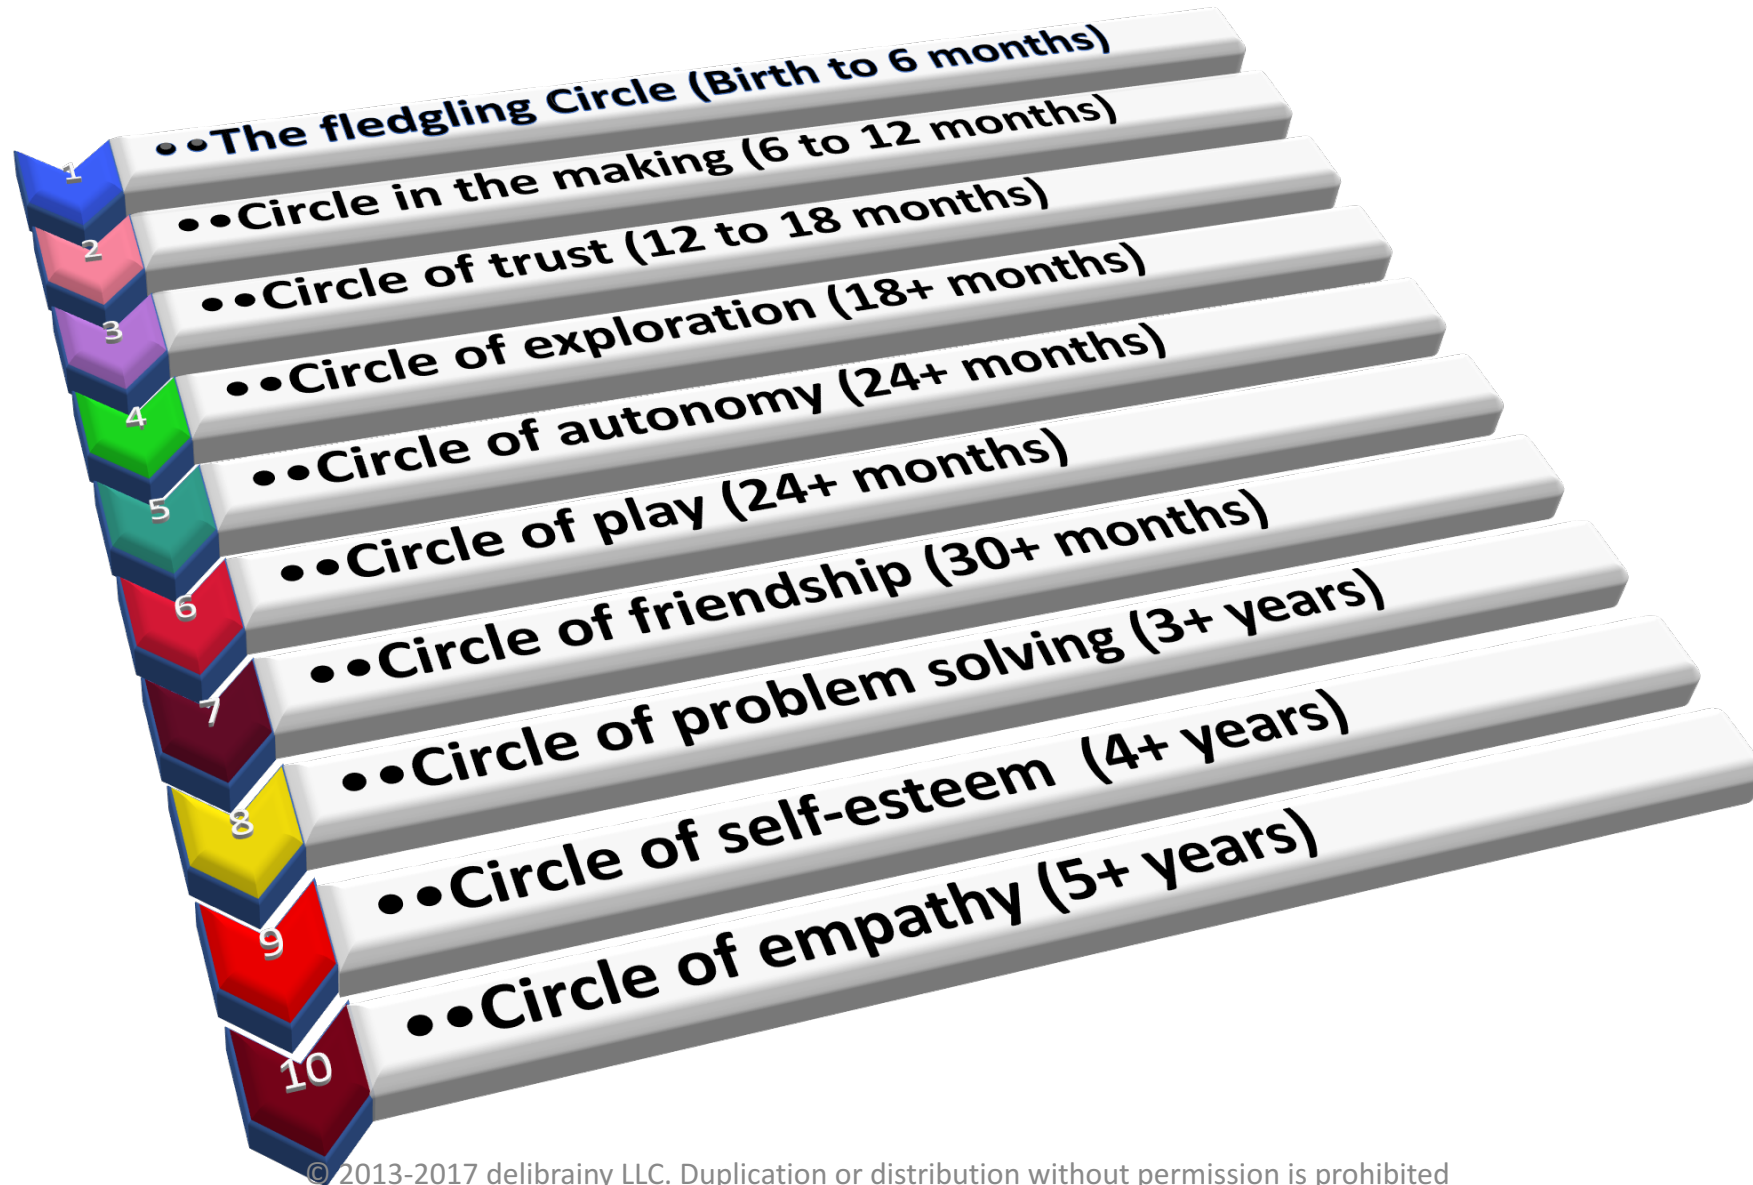 1
••The fledgling Circle (Birth to 6 months)
2
••Circle in the making (6 to 12 months)
3
••Circle of trust (12 to 18 months)
4
••Circle of exploration (18+ months)
5
••Circle of autonomy (24+ months)
6
••Circle of play (24+ months)
7
••Circle of friendship (30+ months)
8
••Circle of problem solving (3+ years)
9
••Circle of self-esteem (4+ years)
10
••Circle of empathy (5+ years)
© 2013-2017 delibrainy LLC. Duplication or distribution without permission is prohibited